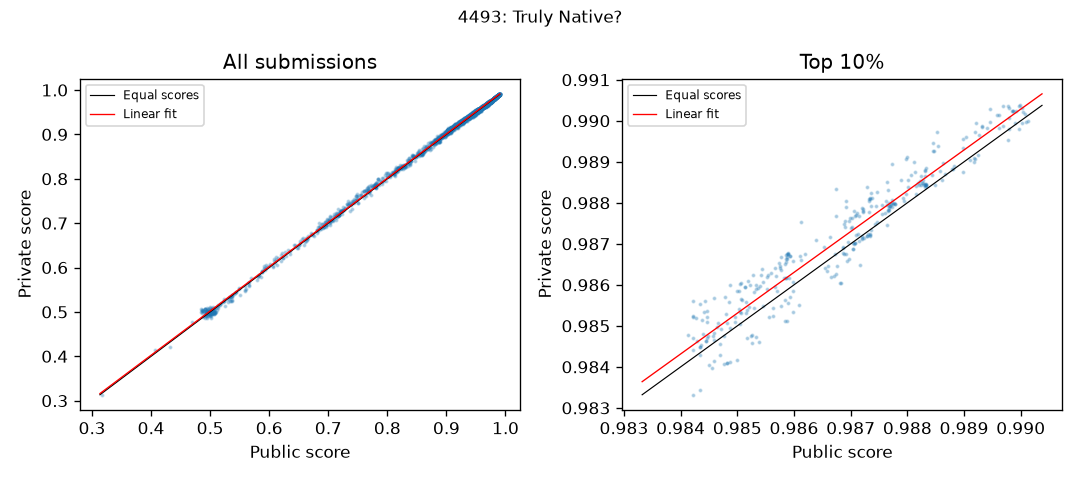 4493: Truly Native?
All submissions
Private score
1.0
0.9
0.8
0.7
0.6
0.5
0.4
0.3
Equal scores
Linear fit
0.3 0.4 0.5 0.6 0.7 0.8 0.9 1.0
Public score
Top 10%
Private score
0.991
0.990
0.989
0.988
0.987
0.986
0.985
0.984
0.983
Equal scores
Linear fit
0.983 0.984 0.985 0.986 0.987 0.988 0.989 0.990
Public score